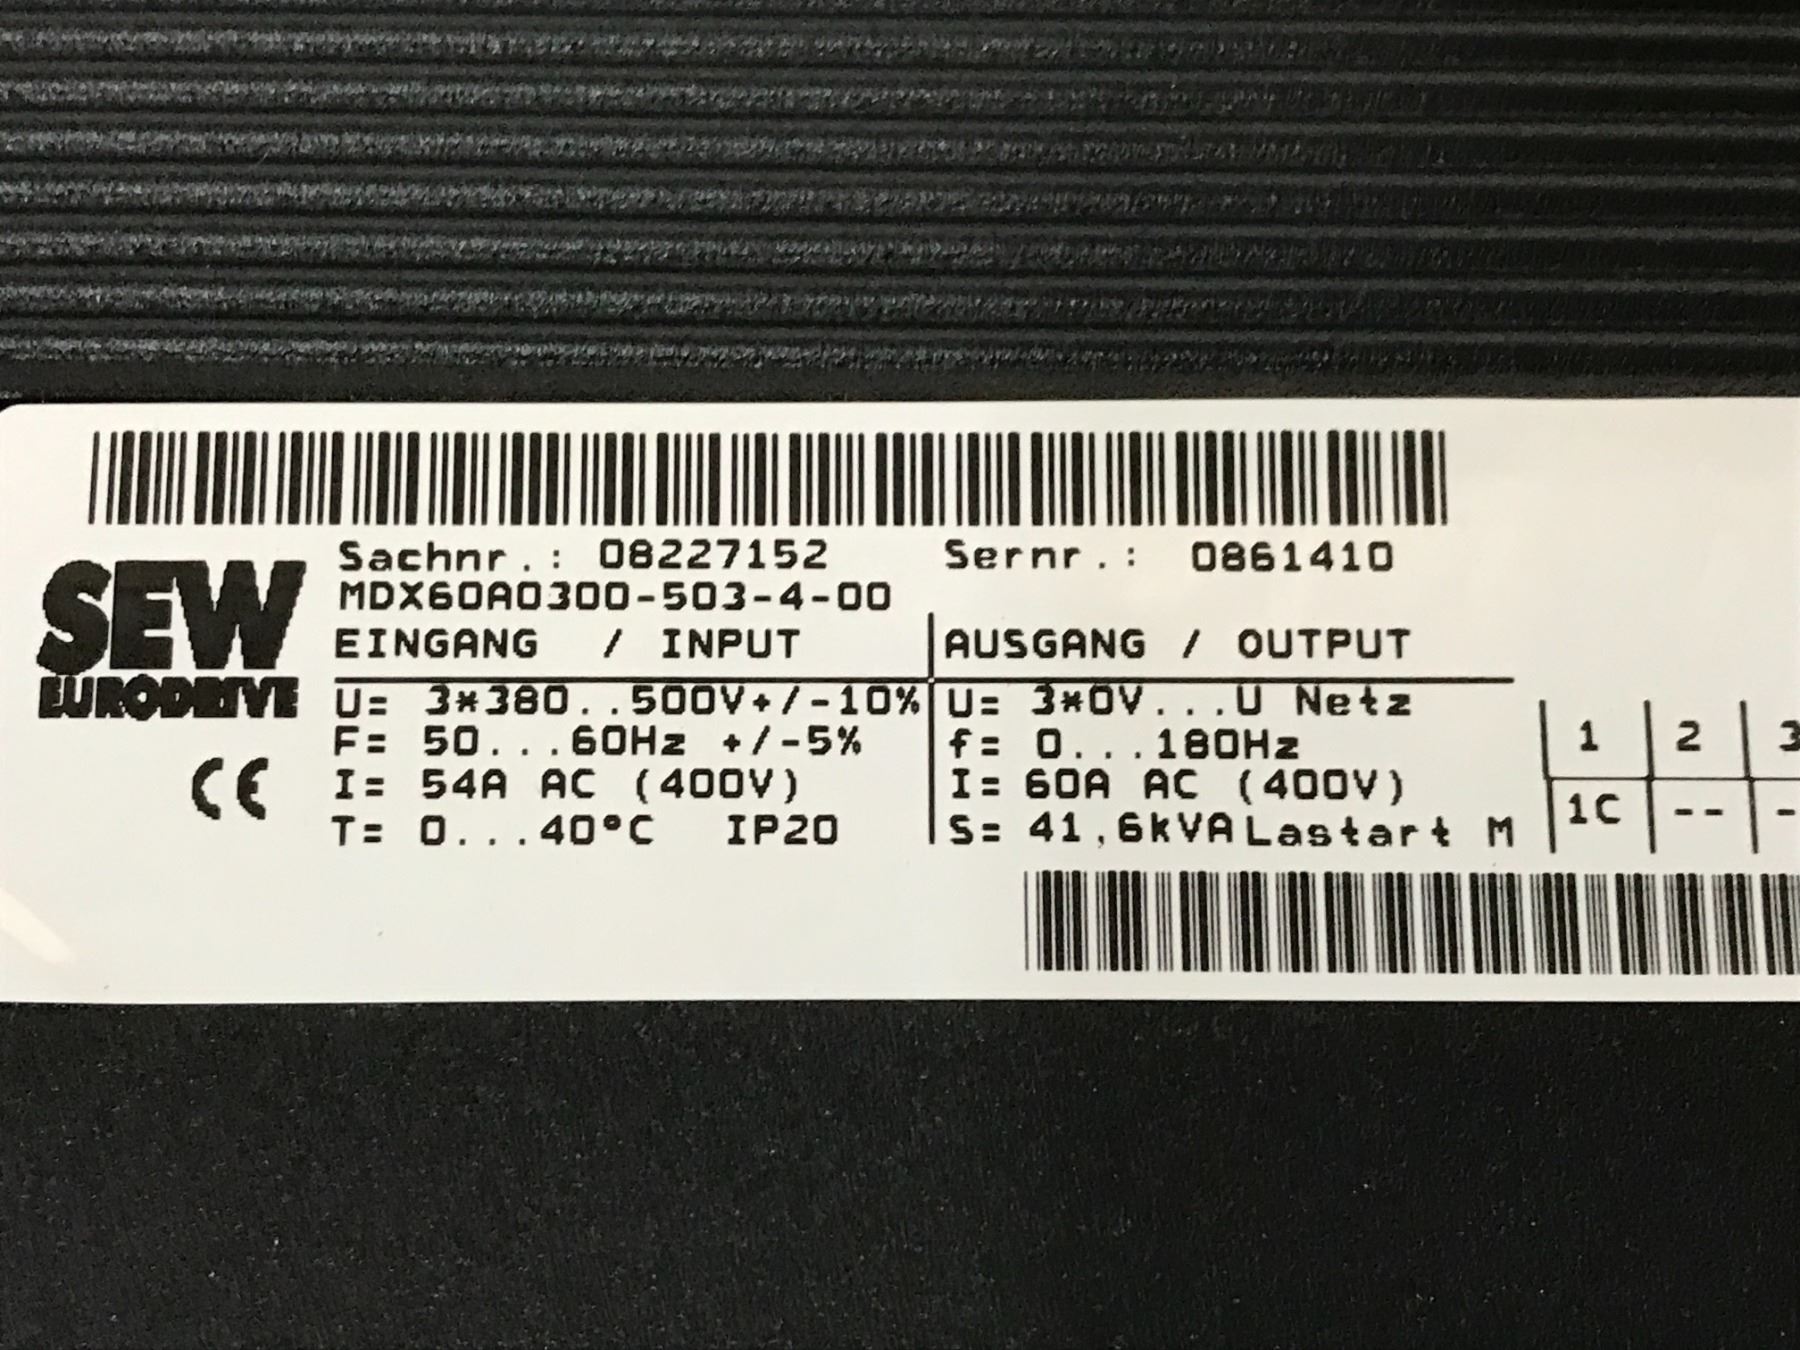 Sachnr.: 08227152 Sernr.: 0861410
MDX60A0300-503-4-00
SEW
EURODRIVE
CE
EINGANG / INPUT
U= 3*380..500V+/-10%
F= 50...60Hz +/-5%
I= 54A AC (400V)
T= 0...40°C IP20
AUSGANG / OUTPUT
U= 3*0V...U Netz
f= 0...180Hz
I= 60A AC (400V)
S= 41,6kVA Lastart M
1 2 3
1C -- -